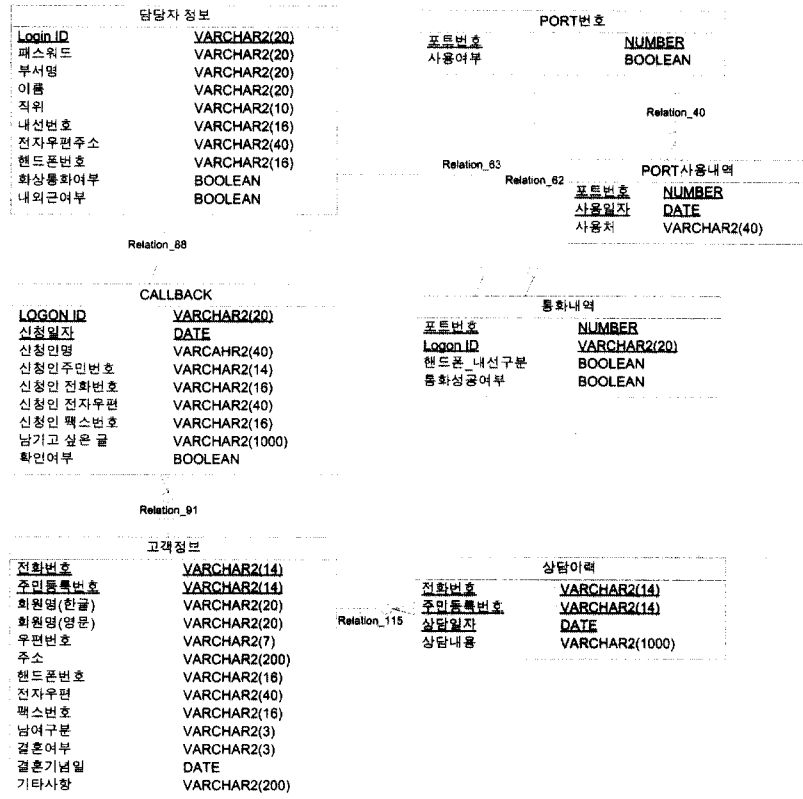 담당자 정보
Login ID VARCHAR2(20)
패스워드 VARCHAR2(20)
부서명 VARCHAR2(20)
이름 VARCHAR2(20)
직위 VARCHAR2(10)
내선번호 VARCHAR2(16)
전자우편주소 VARCHAR2(40)
핸드폰번호 VARCHAR2(16)
화상통화여부 BOOLEAN
내외근여부 BOOLEAN
PORT번호
포트번호 NUMBER
사용여부 BOOLEAN
Relation_40
Relation_63
Relation_62
PORT사용내역
포트번호 NUMBER
사용일자 DATE
사용처 VARCHAR2(40)
Relation_88
CALLBACK
LOGON ID VARCHAR2(20)
신청일자 DATE
신청인명 VARCAHR2(40)
신청인주민번호 VARCHAR2(14)
신청인 전화번호 VARCHAR2(16)
신청인 전자우편 VARCHAR2(40)
신청인 팩스번호 VARCHAR2(16)
남기고 싶은 글 VARCHAR2(1000)
확인여부 BOOLEAN
통화내역
포트번호 NUMBER
Logon ID VARCHAR2(20)
핸드폰_내선구분 BOOLEAN
통화성공여부 BOOLEAN
Relation_91
고객정보
전화번호 VARCHAR2(14)
주민등록번호 VARCHAR2(14)
회원명(한글) VARCHAR2(20)
회원명(영문) VARCHAR2(20)
우편번호 VARCHAR2(7)
주소 VARCHAR2(200)
핸드폰번호 VARCHAR2(16)
전자우편 VARCHAR2(40)
팩스번호 VARCHAR2(16)
남여구분 VARCHAR2(3)
결혼여부 VARCHAR2(3)
결혼기념일 DATE
기타사항 VARCHAR2(200)
Relation_115
상담이력
전화번호 VARCHAR2(14)
주민등록번호 VARCHAR2(14)
상담일자 DATE
상담내용 VARCHAR2(1000)